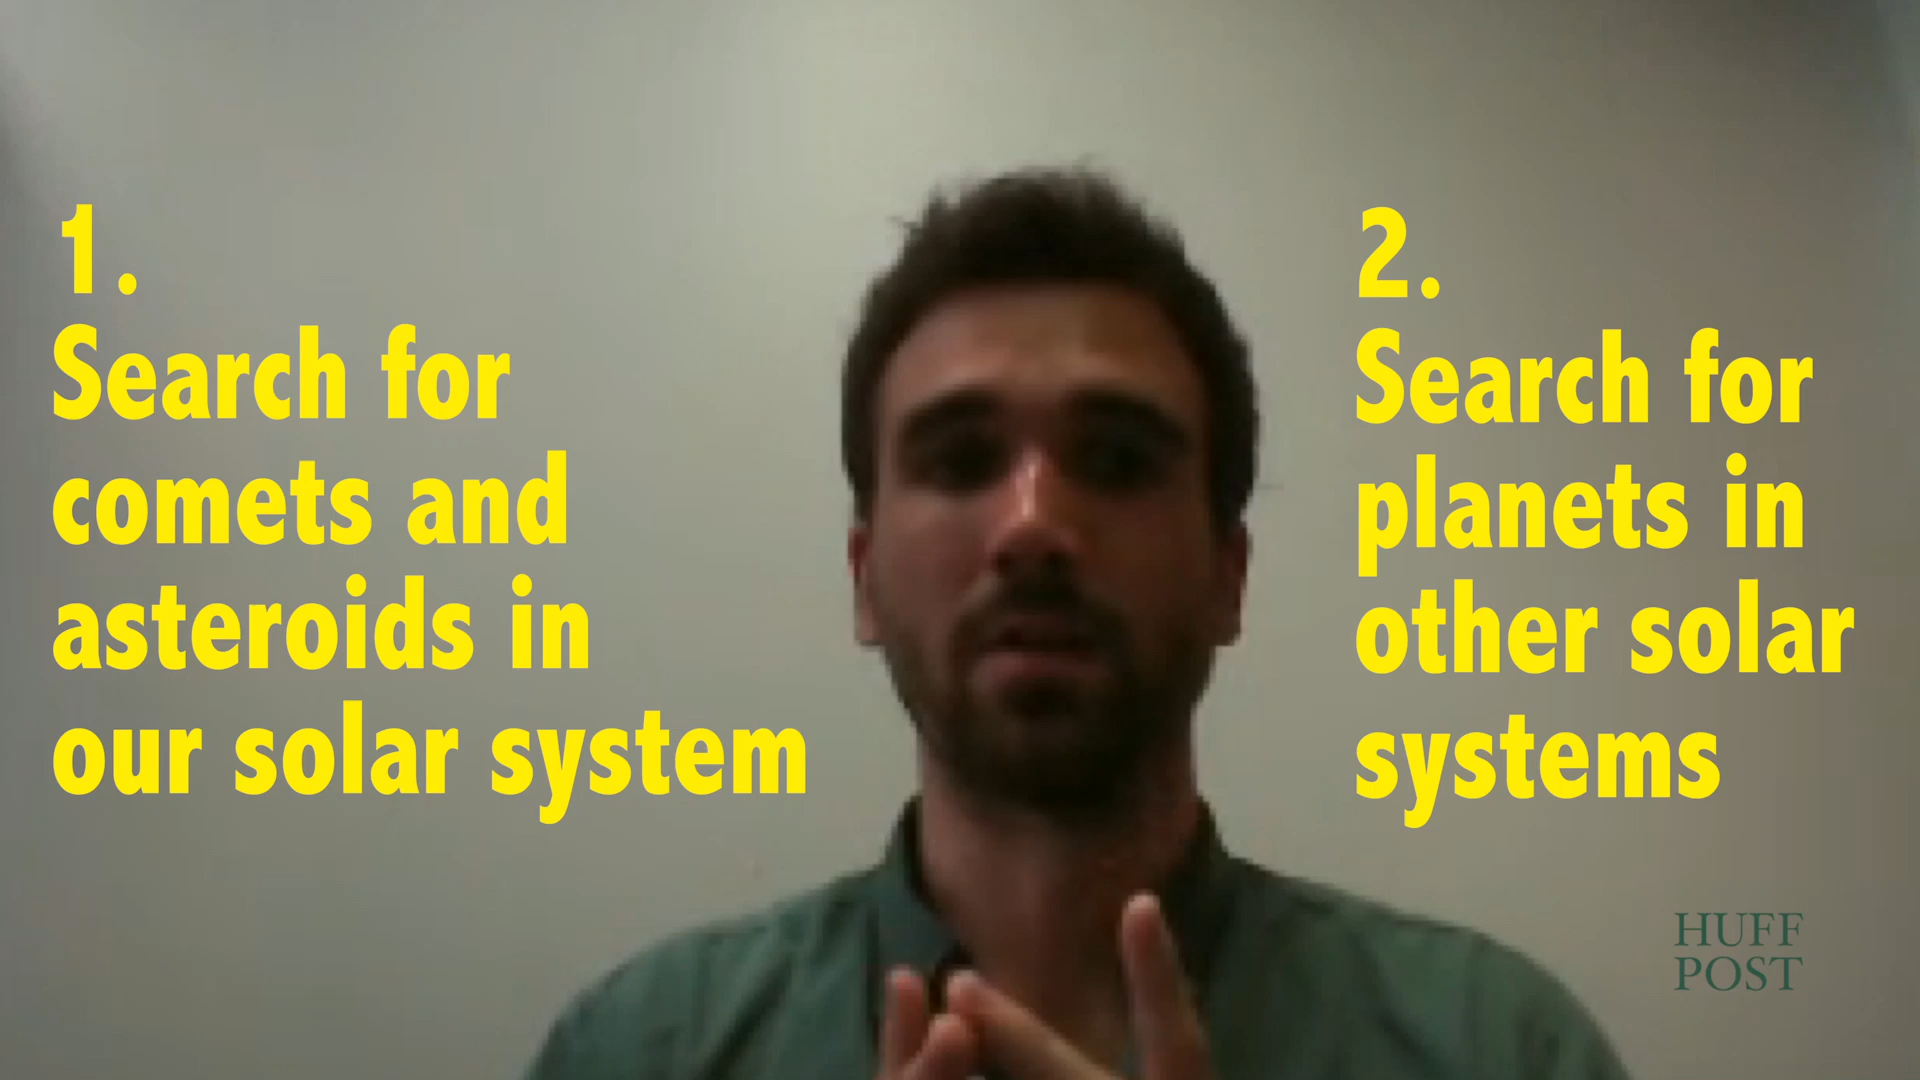 1.
Search for
comets and
asteroids in
our solar system
2.
Search for
planets in
other solar
systems
HUFF
POST